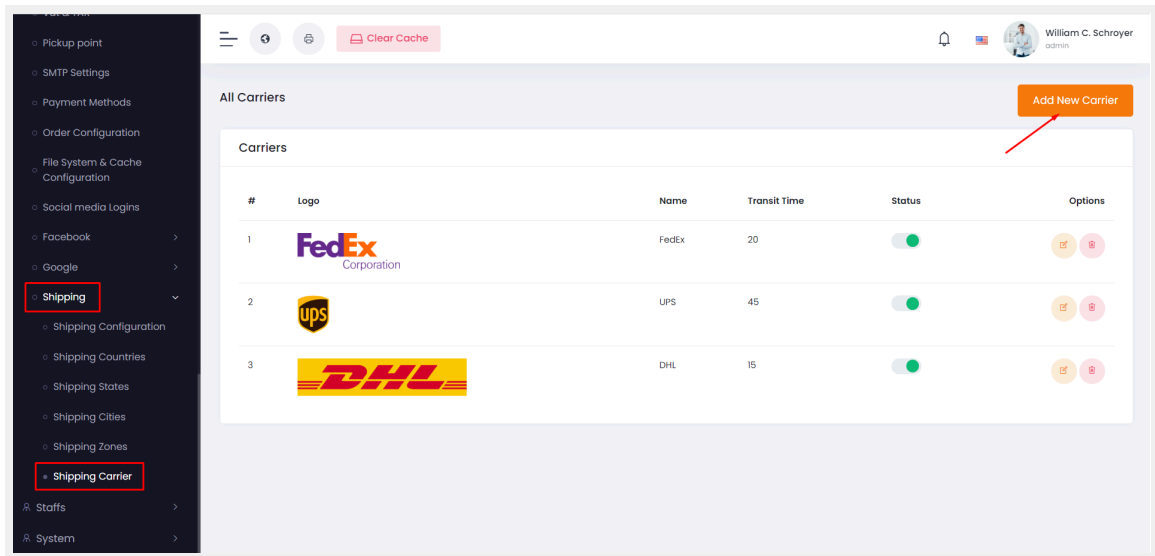 Pickup point
SMTP Settings
Payment Methods
Order Configuration
File System & Cache
Configuration
Social media Logins
Facebook
Google
Shipping
Shipping Configuration
Shipping Countries
Shipping States
Shipping Cities
Shipping Zones
Shipping Carrier
Staffs
System
Clear Cache
William C. Schroyer
admin
All Carriers
Add New Carrier
Carriers
# Logo Name Transit Time Status Options
1 FedEx Corporation FedEx 20
2 ups UPS 45
3 DHL DHL 15